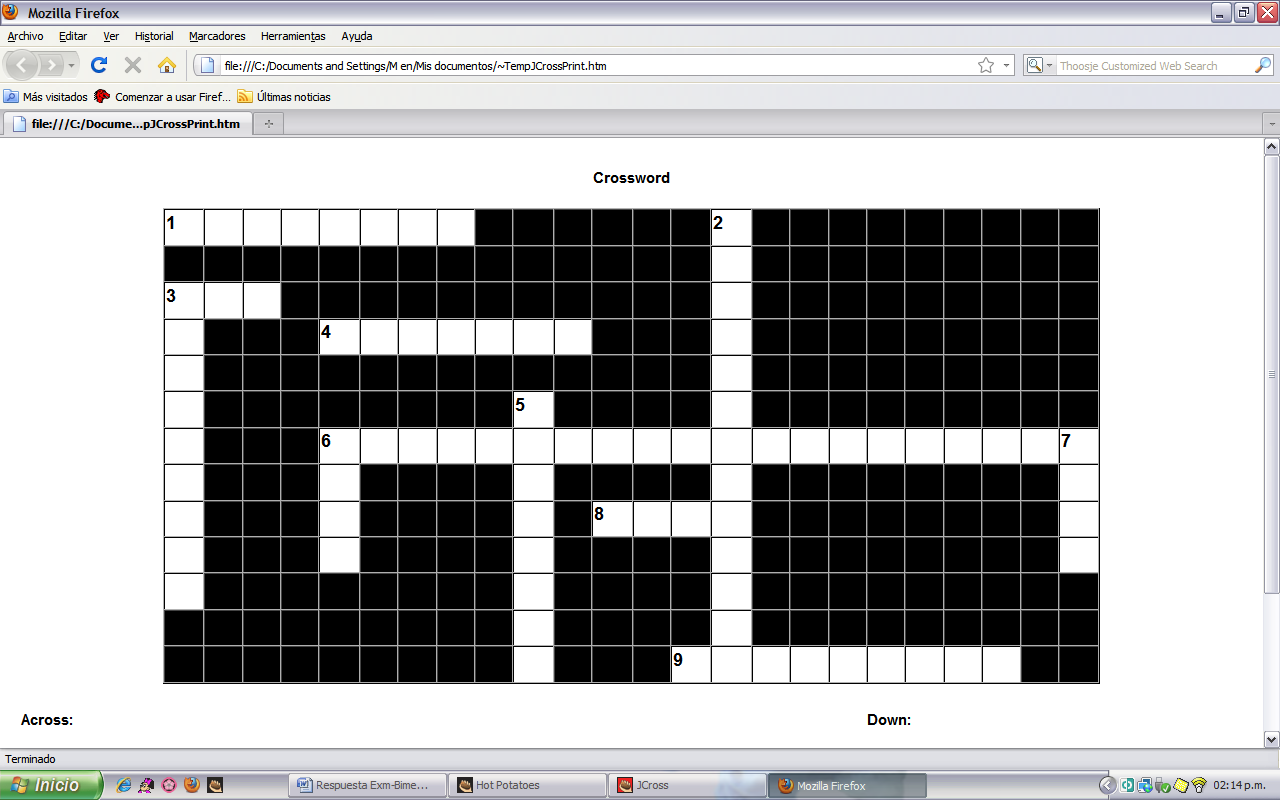 Mozilla Firefox
Archivo Editar Ver Historial Marcadores Herramientas Ayuda
file:///C:/Documents and Settings/M en/Mis documentos/~TempJCrossPrint.htm Thoosje Customized Web Search
Más visitados Comenzar a usar Firef... Últimas noticias
file:///C:/Docume...pJCrossPrint.htm
Crossword
1 2
3
4
5
6 7
8
9
Across: Down:
Terminado
Inicio Respuesta Exm-Bime... Hot Potatoes JCross Mozilla Firefox 02:14 p.m.